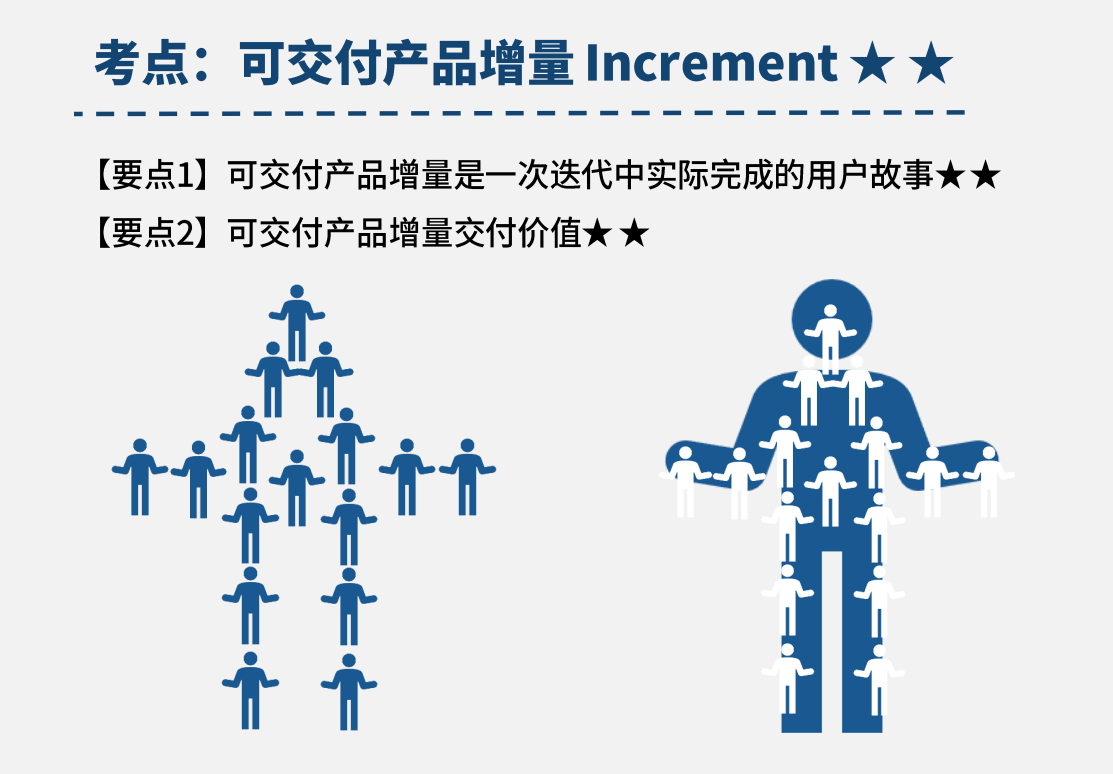 考点：可交付产品增量 Increment ★ ★
【要点1】可交付产品增量是一次迭代中实际完成的用户故事★★
【要点2】可交付产品增量交付价值★ ★